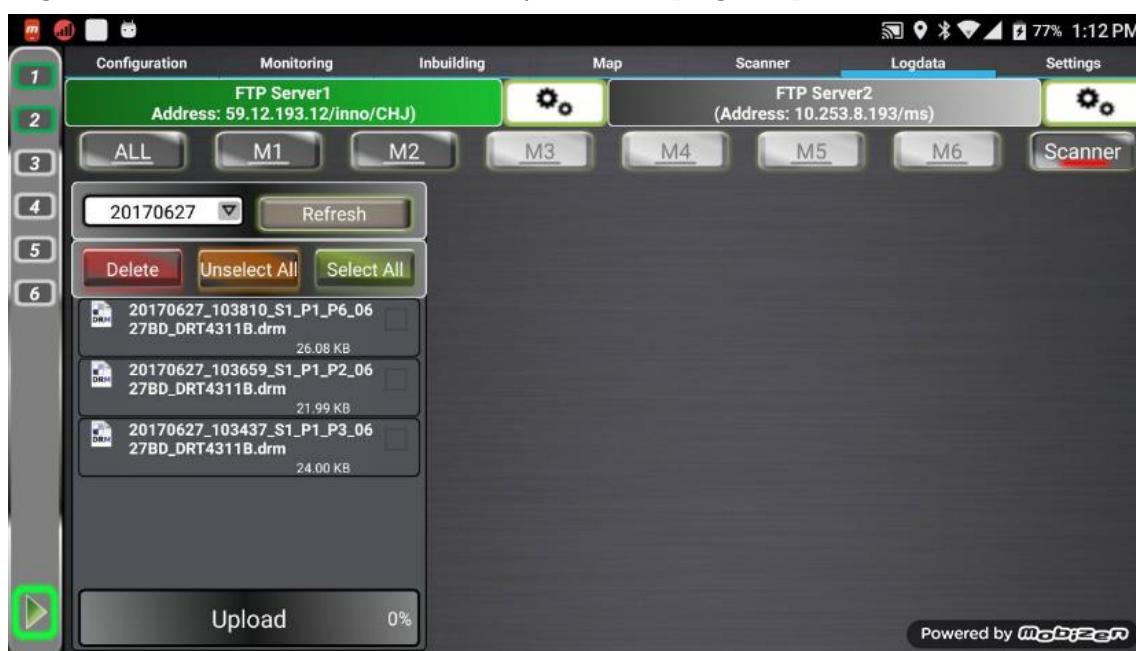 77% 1:12 PM
Configuration Monitoring Inbuilding Map Scanner Logdata Settings
FTP Server1
Address: 59.12.193.12/inno/CHJ)
FTP Server2
(Address: 10.253.8.193/ms)
ALL M1 M2 M3 M4 M5 M6 Scanner
1
2
3
4
5
6
20170627 Refresh
Delete Unselect All Select All
DRM
20170627_103810_S1_P1_P6_06
27BD_DRT4311B.drm
26.08 KB
DRM
20170627_103659_S1_P1_P2_06
27BD_DRT4311B.drm
21.99 KB
DRM
20170627_103437_S1_P1_P3_06
27BD_DRT4311B.drm
24.00 KB
Upload 0%
Powered by mobizen